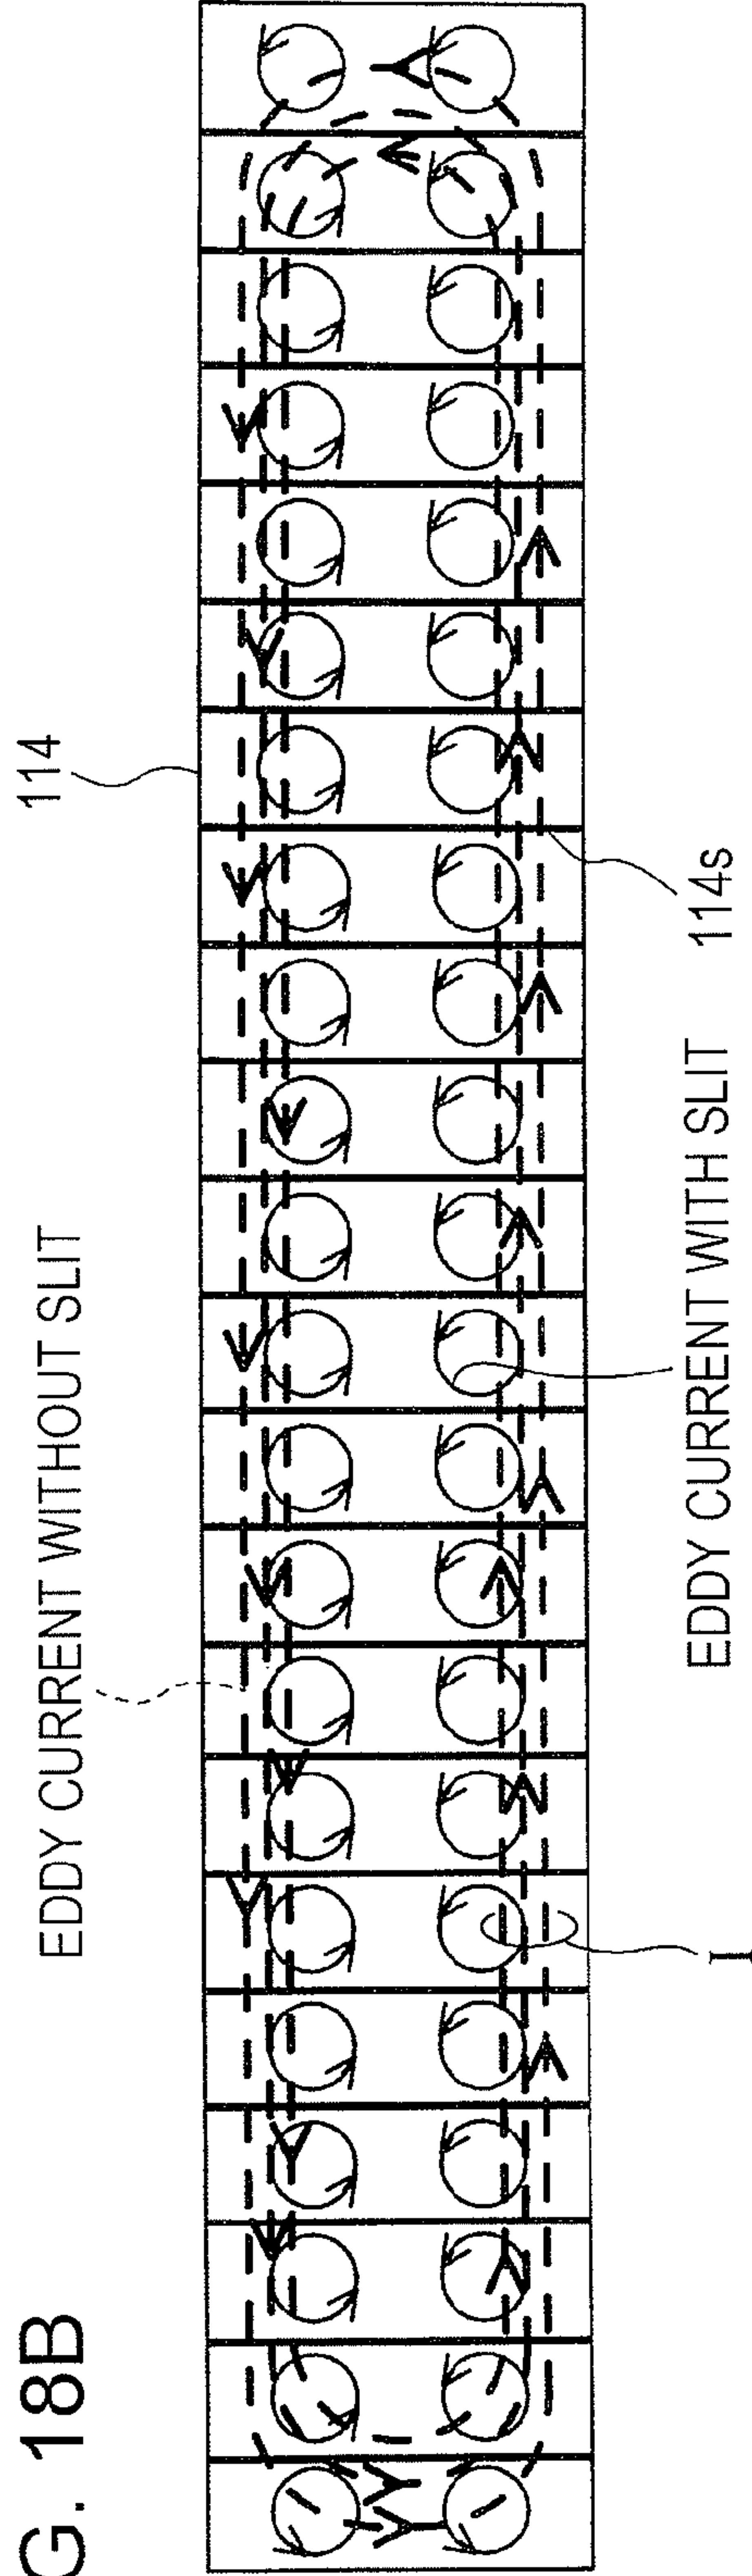 G. 18B
EDDY CURRENT WITHOUT SLIT
114
I
EDDY CURRENT WITH SLIT
114s